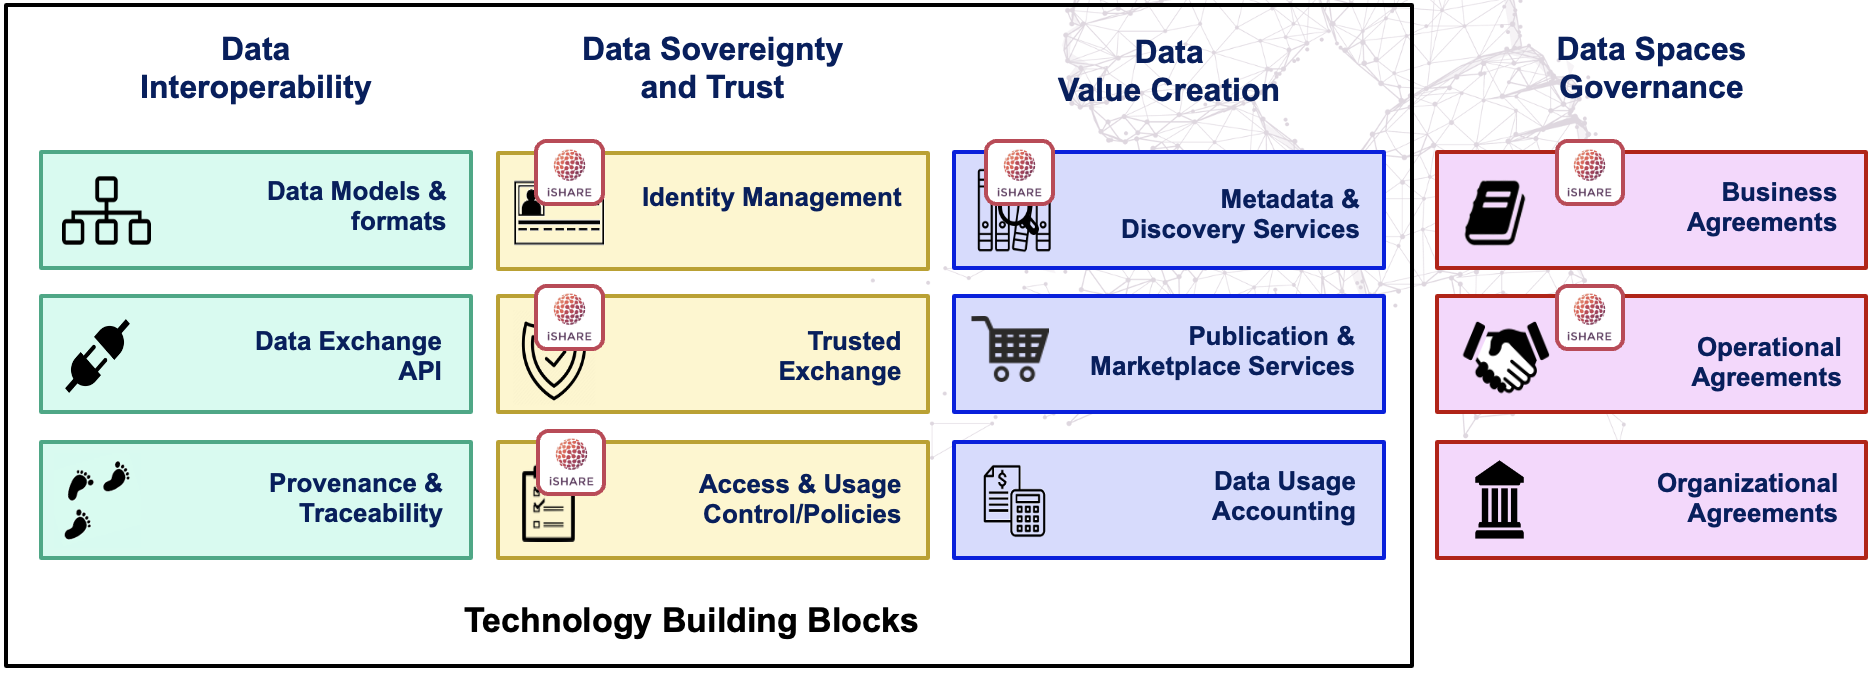 Data
Interoperability
Data Models &
formats
Data Exchange
API
Provenance &
Traceability
Data Sovereignty
and Trust
iSHARE
Identity Management
iSHARE
Trusted
Exchange
iSHARE
Access & Usage
Control/Policies
Data
Value Creation
iSHARE
Metadata &
Discovery Services
Publication &
Marketplace Services
$
Data Usage
Accounting
Technology Building Blocks
Data Spaces
Governance
iSHARE
Business
Agreements
iSHARE
Operational
Agreements
Organizational
Agreements